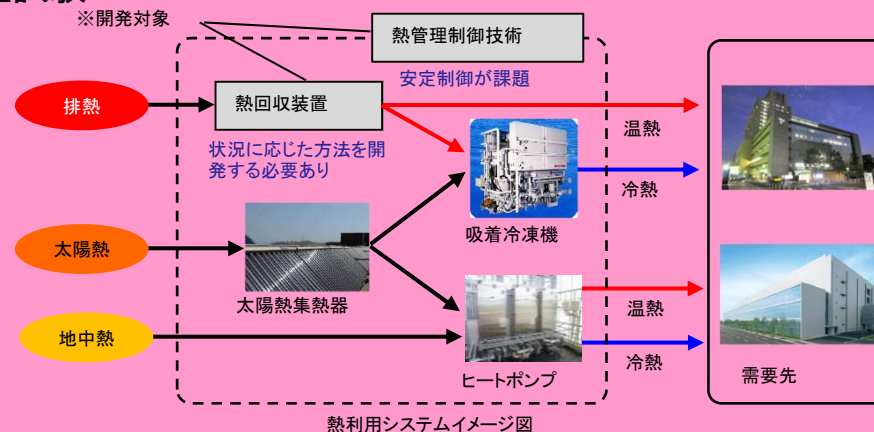 ※開発対象
熱管理制御技術
安定制御が課題
排熱
熱回収装置
状況に応じた方法を開
発する必要あり
温熱
冷熱
吸着冷凍機
太陽熱
太陽熱集熱器
温熱
地中熱
冷熱
ヒートポンプ
需要先
熱利用システムイメージ図